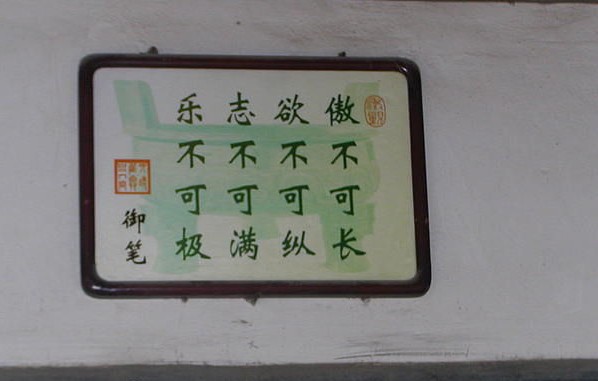 傲不可长
欲不可纵
志不可满
乐不可极
御笔